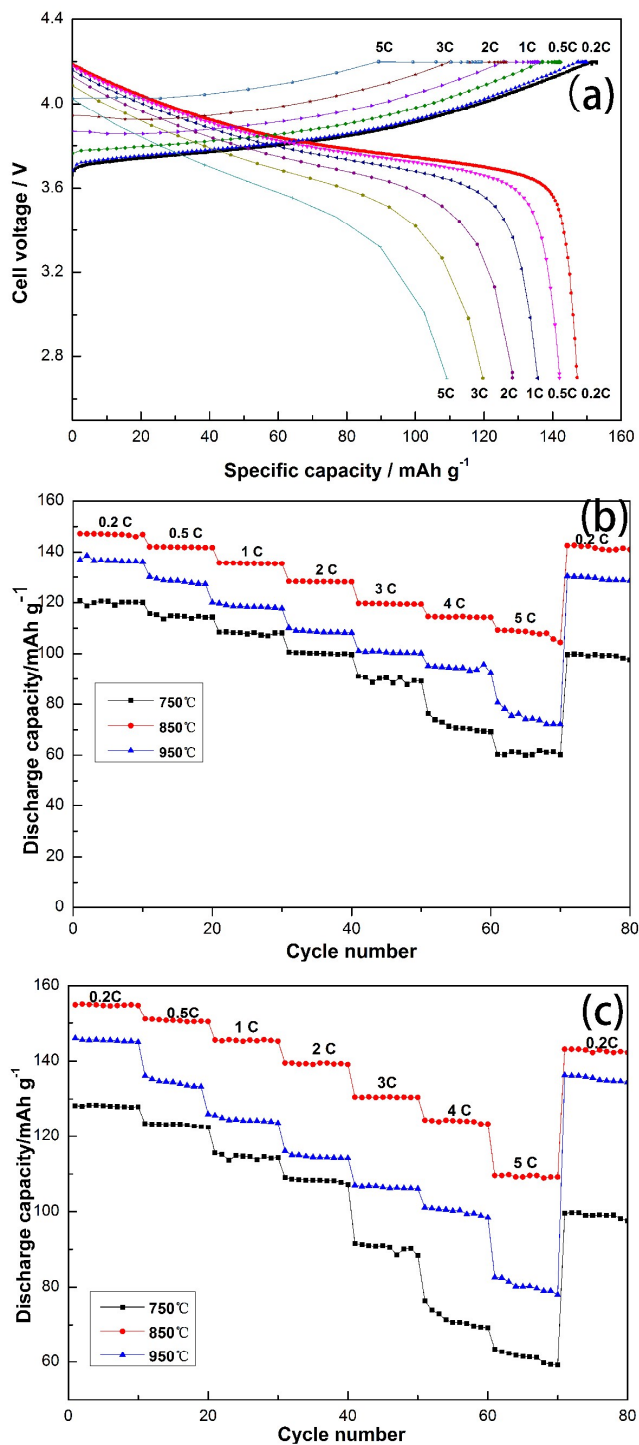 4.4
4.0
3.6
3.2
2.8
Cell voltage / V
5C 3C 2C 1C 0.5C 0.2C
(a)
5C 3C 2C 1C 0.5C 0.2C
0 20 40 60 80 100 120 140 160
Specific capacity / mAh g-1
160
140
120
100
80
60
40
20
0
Discharge capacity/mAh g-1
(b)
0.2 C 0.5 C 1 C 2 C 3 C 4 C 5 C 0.2 C
750℃
850℃
950℃
0 20 40 60 80
Cycle number
160
140
120
100
80
60
Discharge capacity/mAh g-1
(c)
0.2C 0.5C 1 C 2 C 3C 4 C 5 C 0.2C
750℃
850℃
950℃
0 20 40 60 80
Cycle number